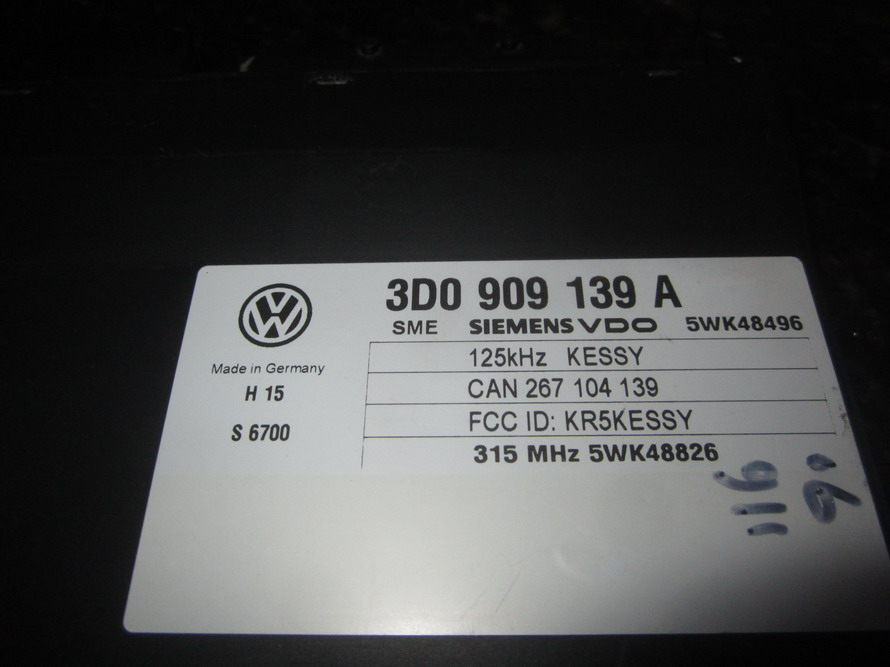 3D0 909 139 A
SME SIEMENS VDO 5WK48496
Made in Germany
H 15
S 6700
125kHz KESSY
CAN 267 104 139
FCC ID: KR5KESSY
315 MHz 5WK48826